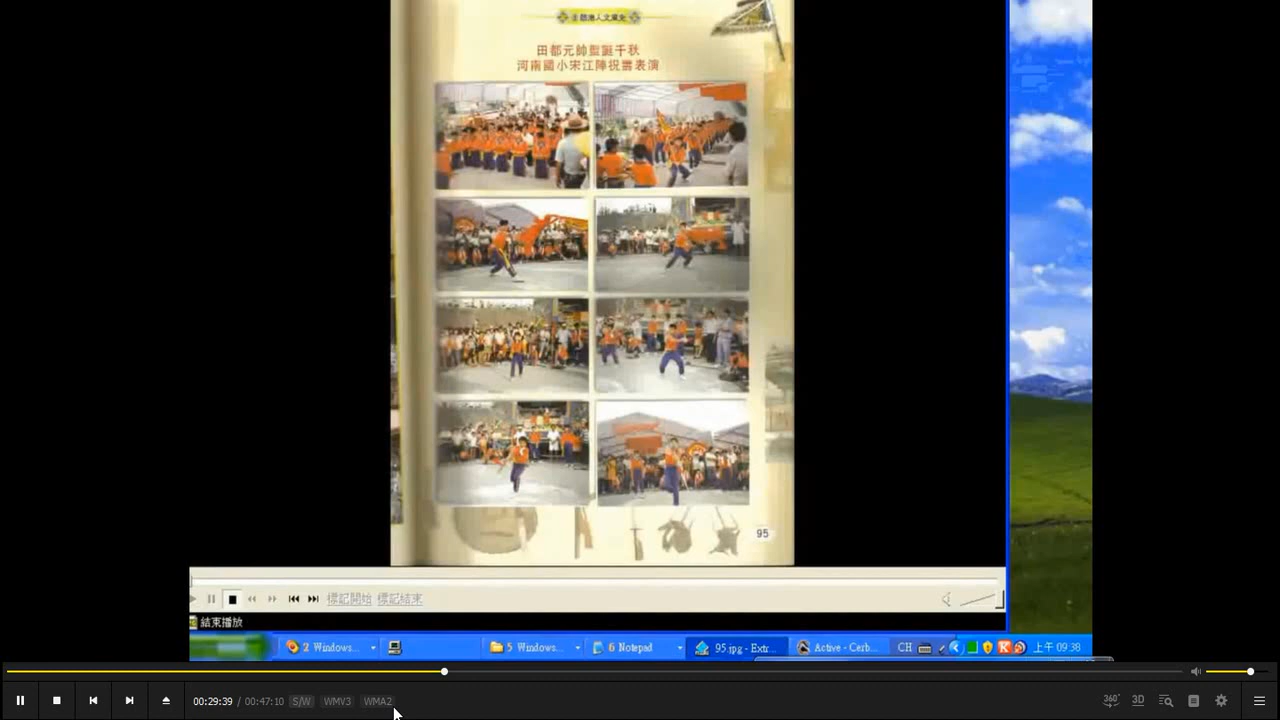 田都元帥聖誕千秋
河南國小宋江陣祝壽表演
95
標記開始 標記結束
結束播放
2 Windows...
5 Windows...
6 Notepad
95.jpg - Extr...
Active - Cerb...
CH
上午 09:38
00:29:39 / 00:47:10 S/W WMV3 WMA2
360° 3D